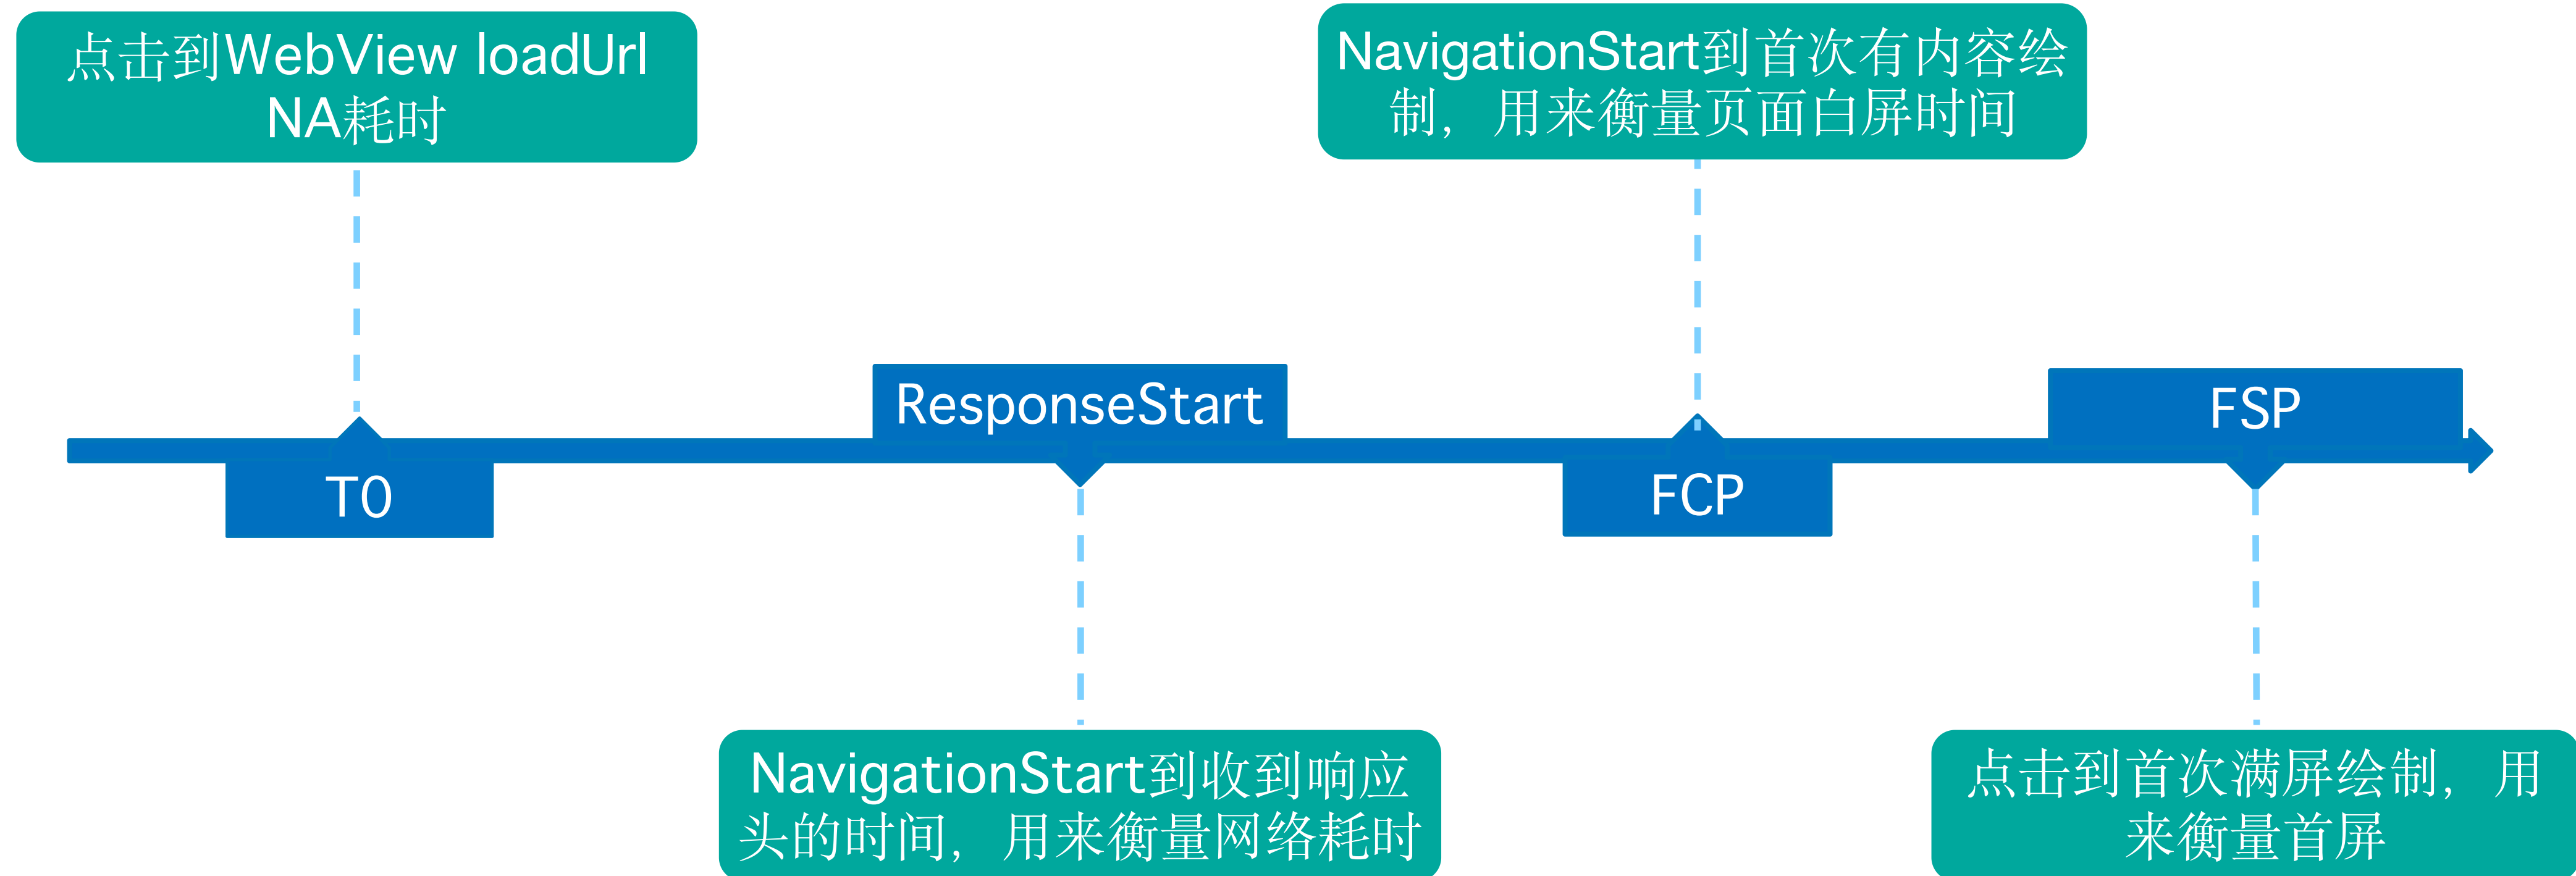 点击到WebView loadUrl
NA耗时
NavigationStart到首次有内容绘
制，用来衡量页面白屏时间
ResponseStart
FSP
T0
FCP
NavigationStart到收到响应
头的时间，用来衡量网络耗时
点击到首次满屏绘制，用
来衡量首屏